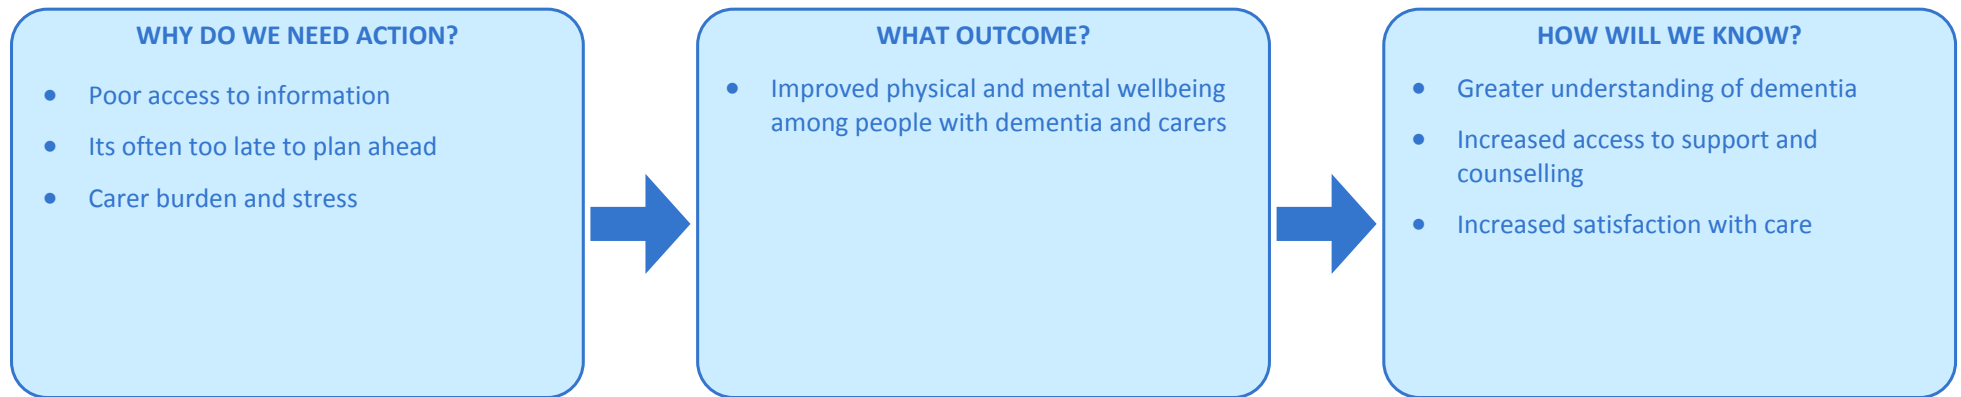 WHY DO WE NEED ACTION?
• Poor access to information
• Its often too late to plan ahead
• Carer burden and stress
WHAT OUTCOME?
• Improved physical and mental wellbeing
among people with dementia and carers
HOW WILL WE KNOW?
• Greater understanding of dementia
• Increased access to support and
counselling
• Increased satisfaction with care